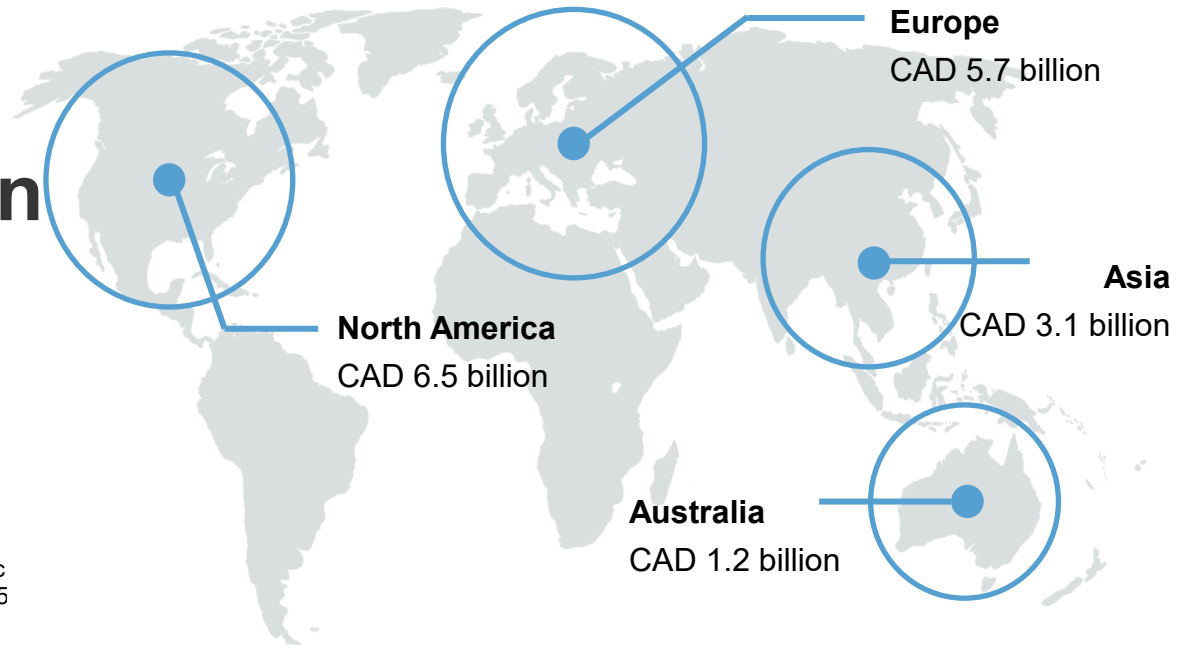 Europe
CAD 5.7 billion
n
Asia
CAD 3.1 billion
North America
CAD 6.5 billion
Australia
CAD 1.2 billion
c
5